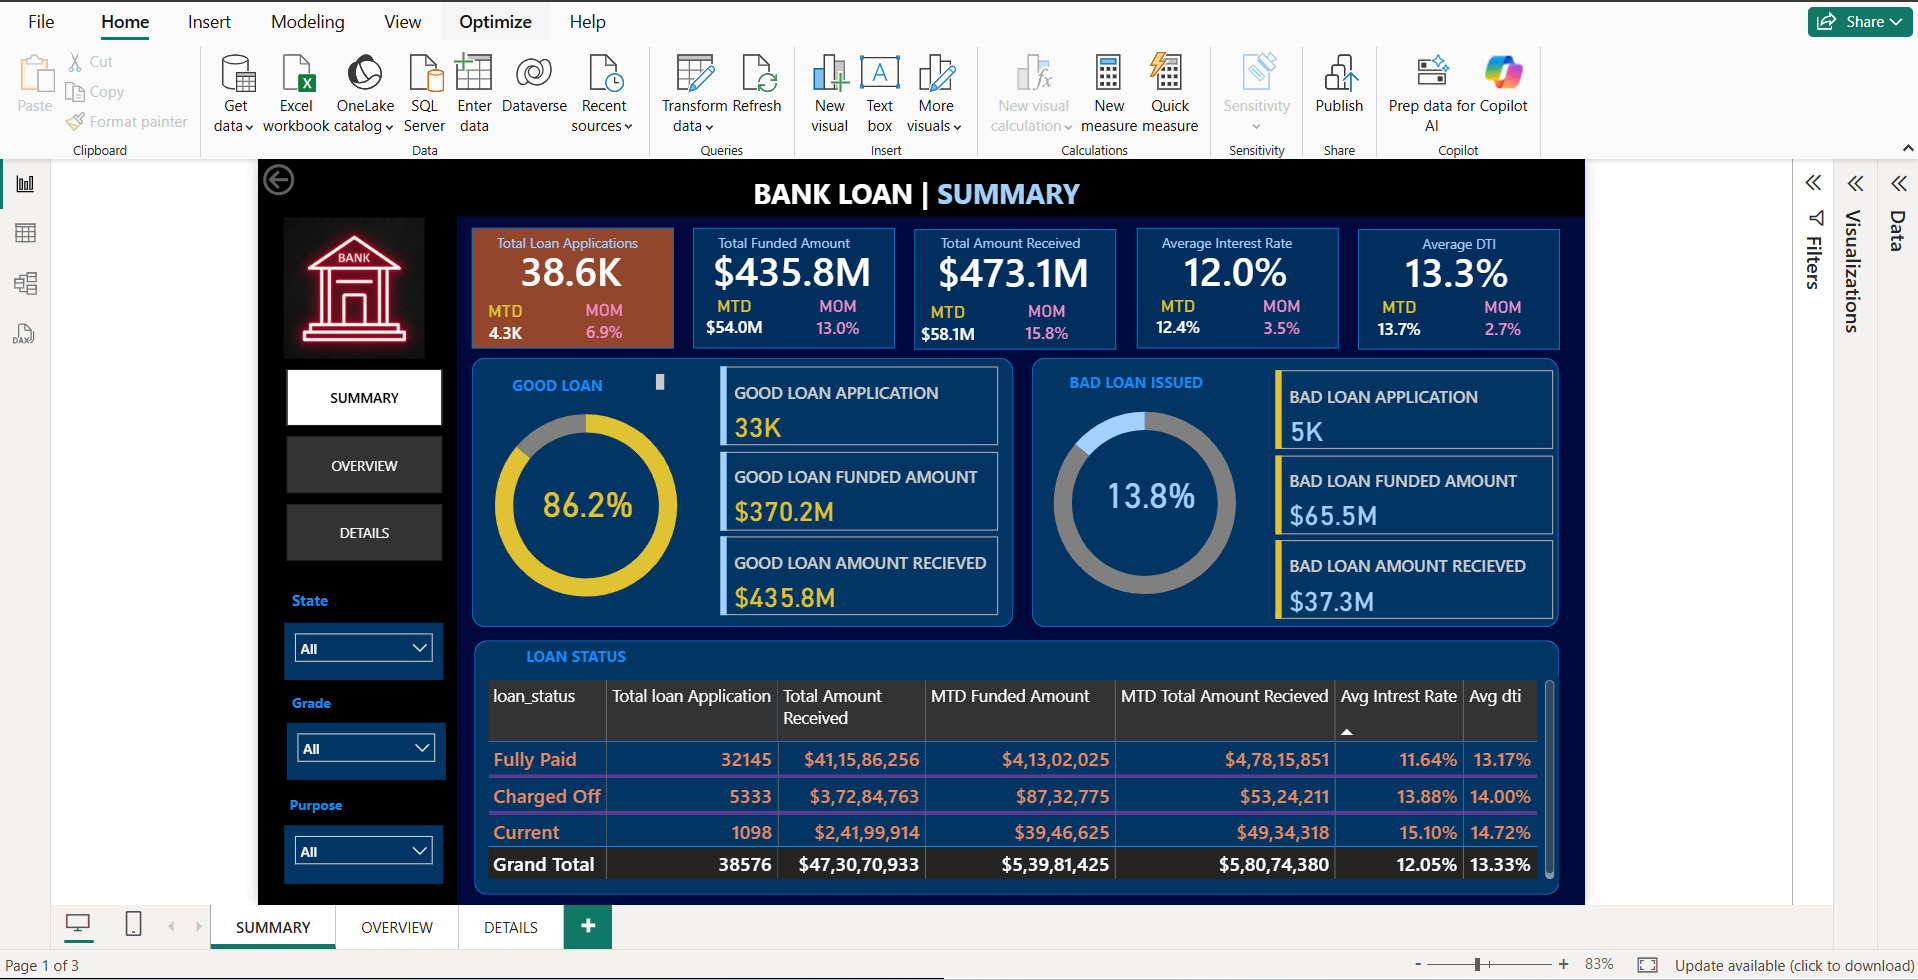 File Home Insert Modeling View Optimize Help
Share
Paste
Cut
Copy
Format painter
Clipboard
Get data
Excel workbook
OneLake catalog
SQL Server
Enter data
Dataverse
Recent sources
Data
Transform data
Refresh
Queries
New visual
Text box
More visuals
Insert
New visual calculation
New measure
Quick measure
Calculations
Sensitivity
Sensitivity
Publish
Share
Prep data for AI
Copilot
Copilot
DAX
BANK LOAN | SUMMARY
BANK
SUMMARY
OVERVIEW
DETAILS
State
All
Grade
All
Purpose
All
Total Loan Applications
38.6K
MTD MOM
4.3K 6.9%
Total Funded Amount
$435.8M
MTD MOM
$54.0M 13.0%
Total Amount Received
$473.1M
MTD MOM
$58.1M 15.8%
Average Interest Rate
12.0%
MTD MOM
12.4% 3.5%
Average DTI
13.3%
MTD MOM
13.7% 2.7%
GOOD LOAN
86.2%
GOOD LOAN APPLICATION
33K
GOOD LOAN FUNDED AMOUNT
$370.2M
GOOD LOAN AMOUNT RECIEVED
$435.8M
BAD LOAN ISSUED
13.8%
BAD LOAN APPLICATION
5K
BAD LOAN FUNDED AMOUNT
$65.5M
BAD LOAN AMOUNT RECIEVED
$37.3M
LOAN STATUS
loan_status Total loan Application Total Amount Received MTD Funded Amount MTD Total Amount Recieved Avg Intrest Rate Avg dti
Fully Paid 32145 $41,15,86,256 $4,13,02,025 $4,78,15,851 11.64% 13.17%
Charged Off 5333 $3,72,84,763 $87,32,775 $53,24,211 13.88% 14.00%
Current 1098 $2,41,99,914 $39,46,625 $49,34,318 15.10% 14.72%
Grand Total 38576 $47,30,70,933 $5,39,81,425 $5,80,74,380 12.05% 13.33%
Filters
Visualizations
Data
SUMMARY OVERVIEW DETAILS +
Page 1 of 3
- + 83%
Update available (click to download)